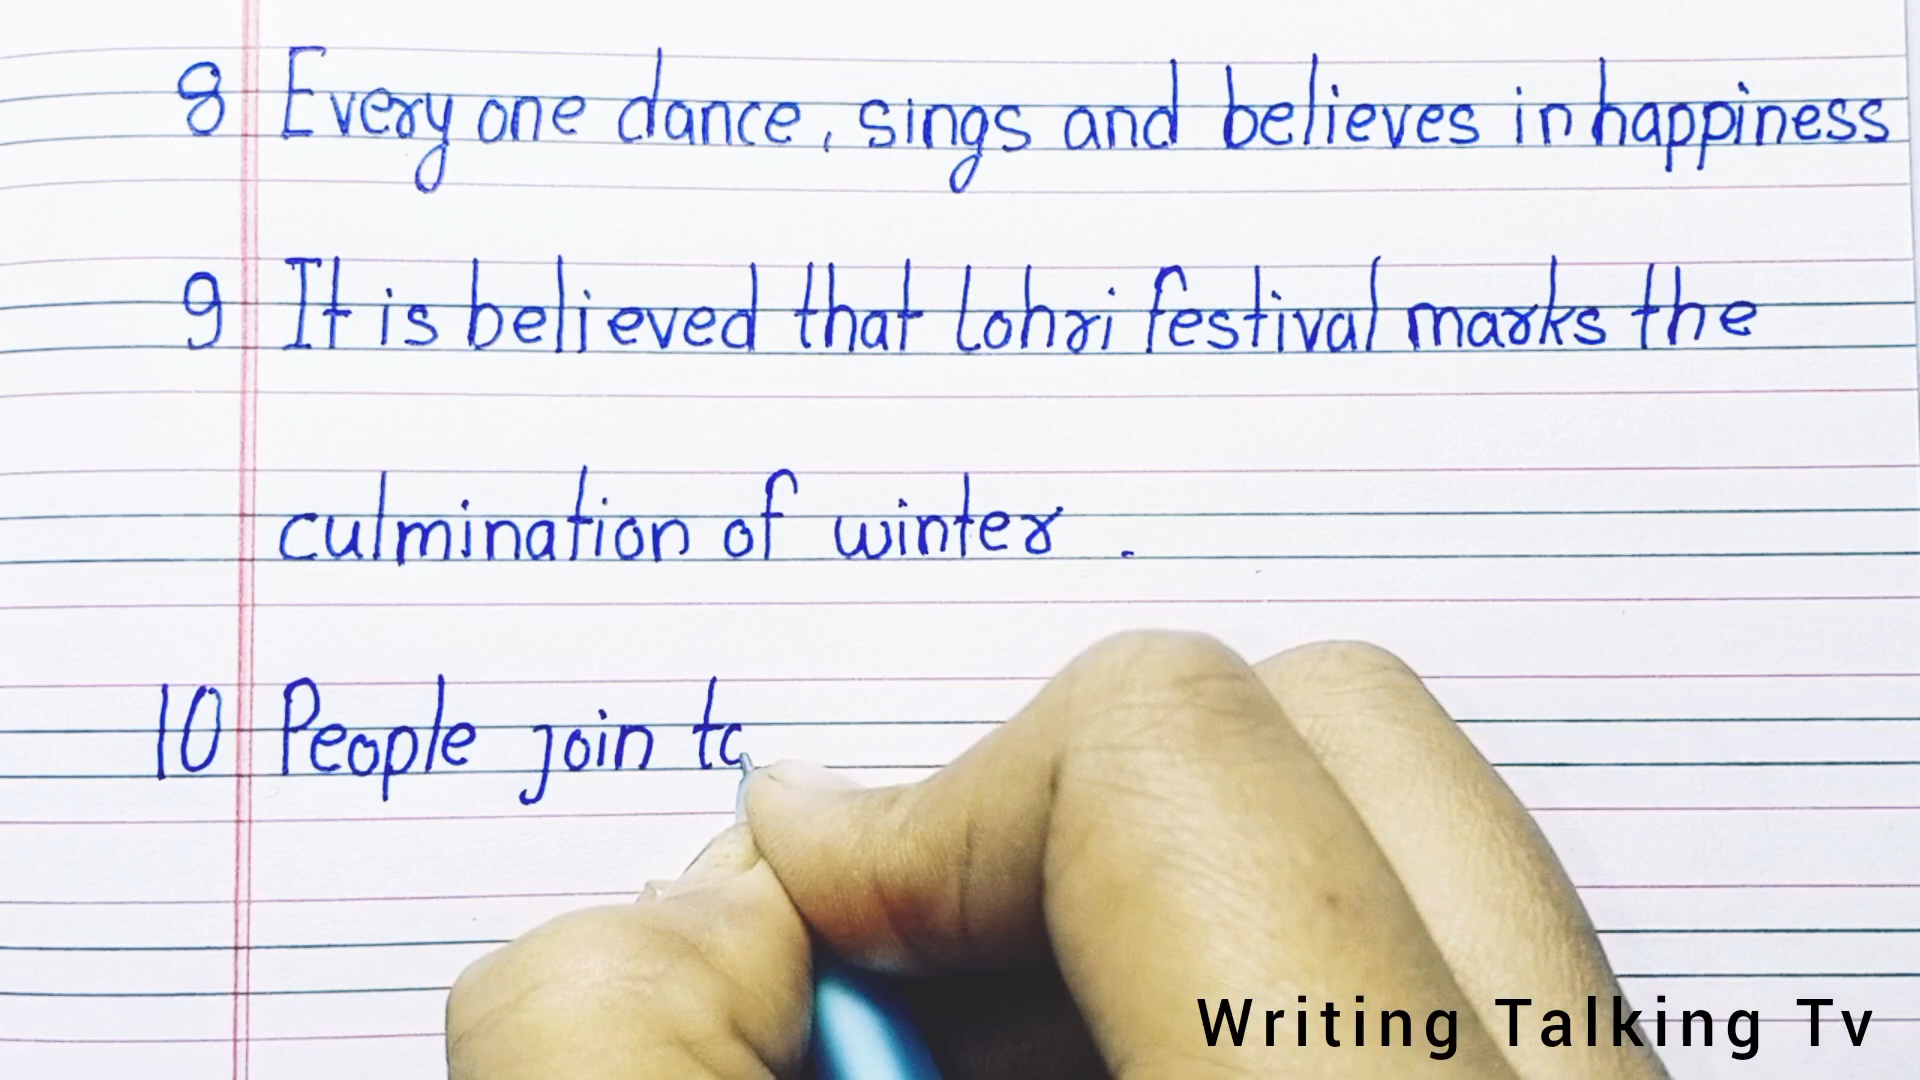 8 Every one dance, sings and believes in happiness
9 It is believed that Lohri festival marks the
culmination of winter .
10 People join
Writing Talking Tv